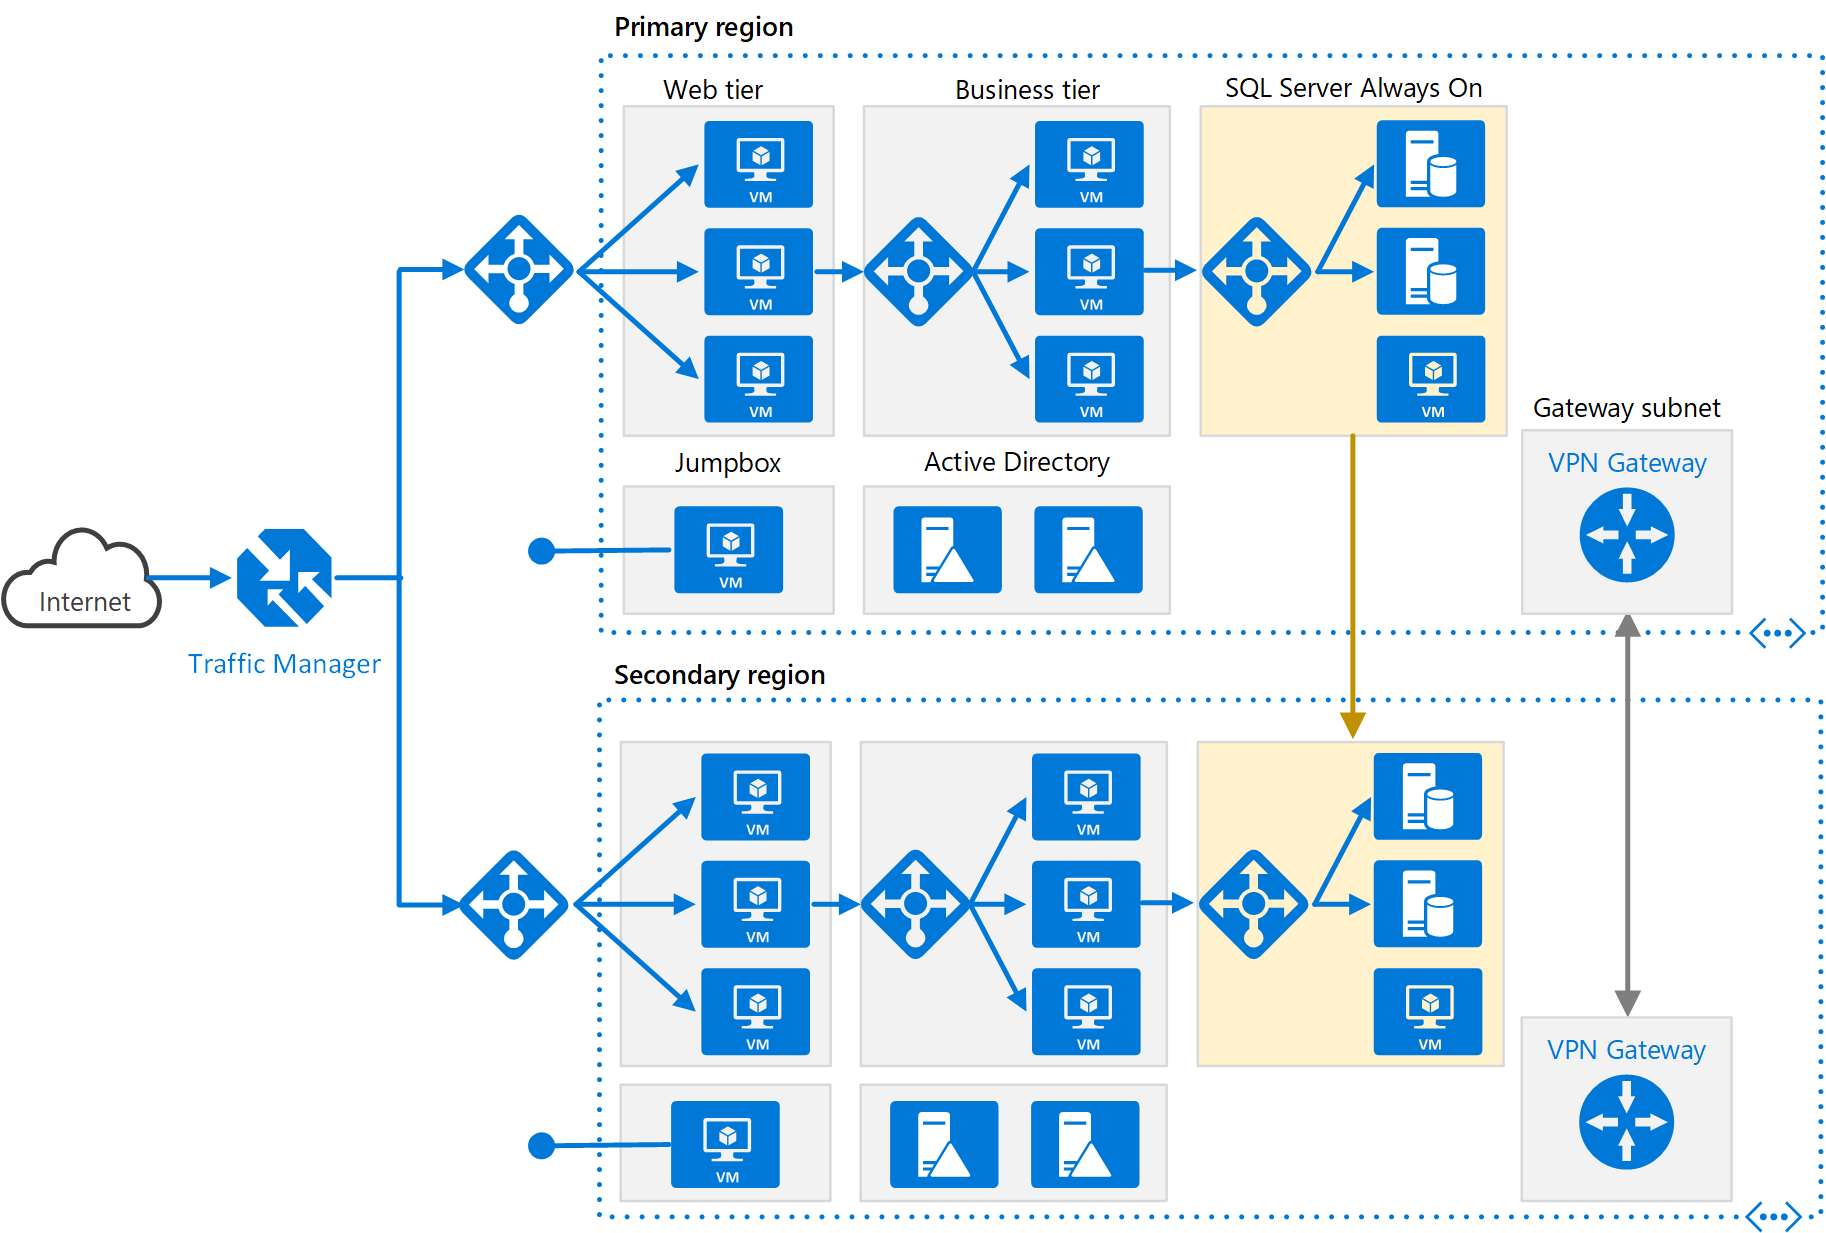 Primary region
Web tier
Business tier
SQL Server Always On
VM
VM
VM
VM
VM
VM
VM
Gateway subnet
VPN Gateway
Jumpbox
Active Directory
VM
Internet
Traffic Manager
Secondary region
VM
VM
VM
VM
VM
VM
VM
VPN Gateway
VM